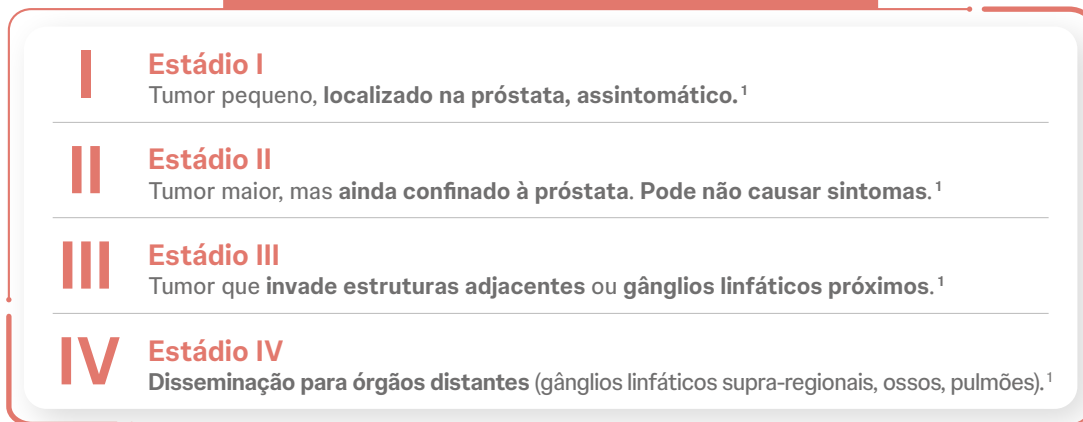 I
Estádio I
Tumor pequeno, localizado na próstata, assintomático.¹
II
Estádio II
Tumor maior, mas ainda confinado à próstata. Pode não causar sintomas.¹
III
Estádio III
Tumor que invade estruturas adjacentes ou gânglios linfáticos próximos.¹
IV
Estádio IV
Disseminação para órgãos distantes (gânglios linfáticos supra-regionais, ossos, pulmões).¹